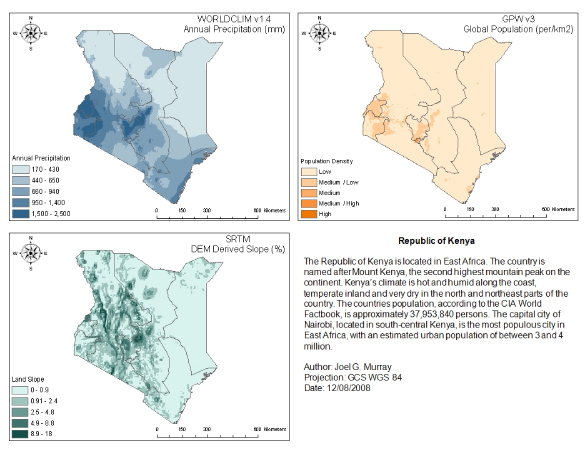 WORLDCLIM v1.4
Annual Precipitation (mm)
N
W
E
S
Annual Precipitation
170 - 430
440 - 650
660 - 940
950 - 1,400
1,500 - 2,500
0 150 300 600 Kilometers
GPW v3
Global Population (per/km2)
N
W
E
S
Population Density
Low
Medium / Low
Medium
Medium / High
High
0 150 300 600 Kilometers
SRTM
DEM Derived Slope (%)
N
W
E
S
Land Slope
0 - 0.9
0.91 - 2.4
2.5 - 4.8
4.9 - 8.8
8.9 - 18
0 150 300 600 Kilometers
Republic of Kenya
The Republic of Kenya is located in East Africa. The country is
named after Mount Kenya, the second highest mountain peak on the
continent. Kenya's climate is hot and humid along the coast,
temperate inland and very dry in the north and northeast parts of the
country. The countries population, according to the CIA World
Factbook, is approximately 37,953,840 persons. The capital city of
Nairobi, located in south-central Kenya, is the most populous city in
East Africa, with an estimated urban population of between 3 and 4
million.
Author: Joel G. Murray
Projection: GCS WGS 84
Date: 12/08/2008